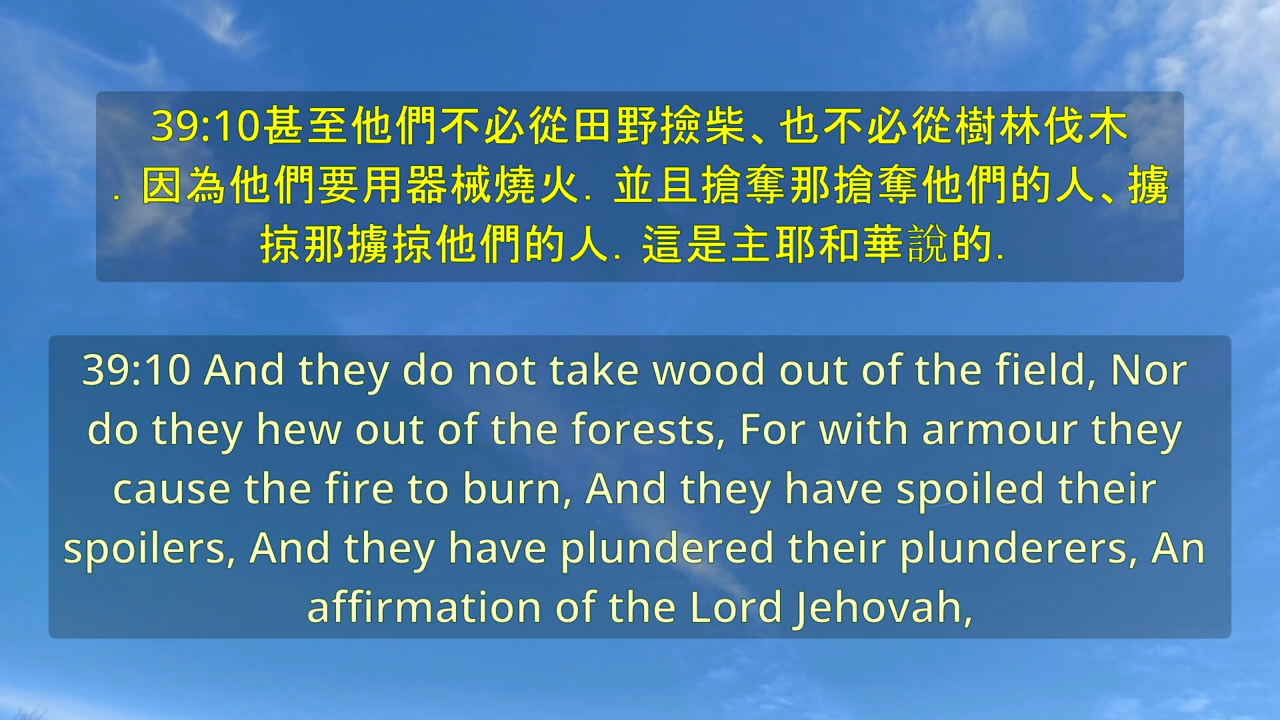 39:10甚至他們不必從田野撿柴、也不必從樹林伐木
．因為他們要用器械燒火．並且搶奪那搶奪他們的人、擄
掠那擄掠他們的人．這是主耶和華說的．
39:10 And they do not take wood out of the field, Nor
do they hew out of the forests, For with armour they
cause the fire to burn, And they have spoiled their
spoilers, And they have plundered their plunderers, An
affirmation of the Lord Jehovah,